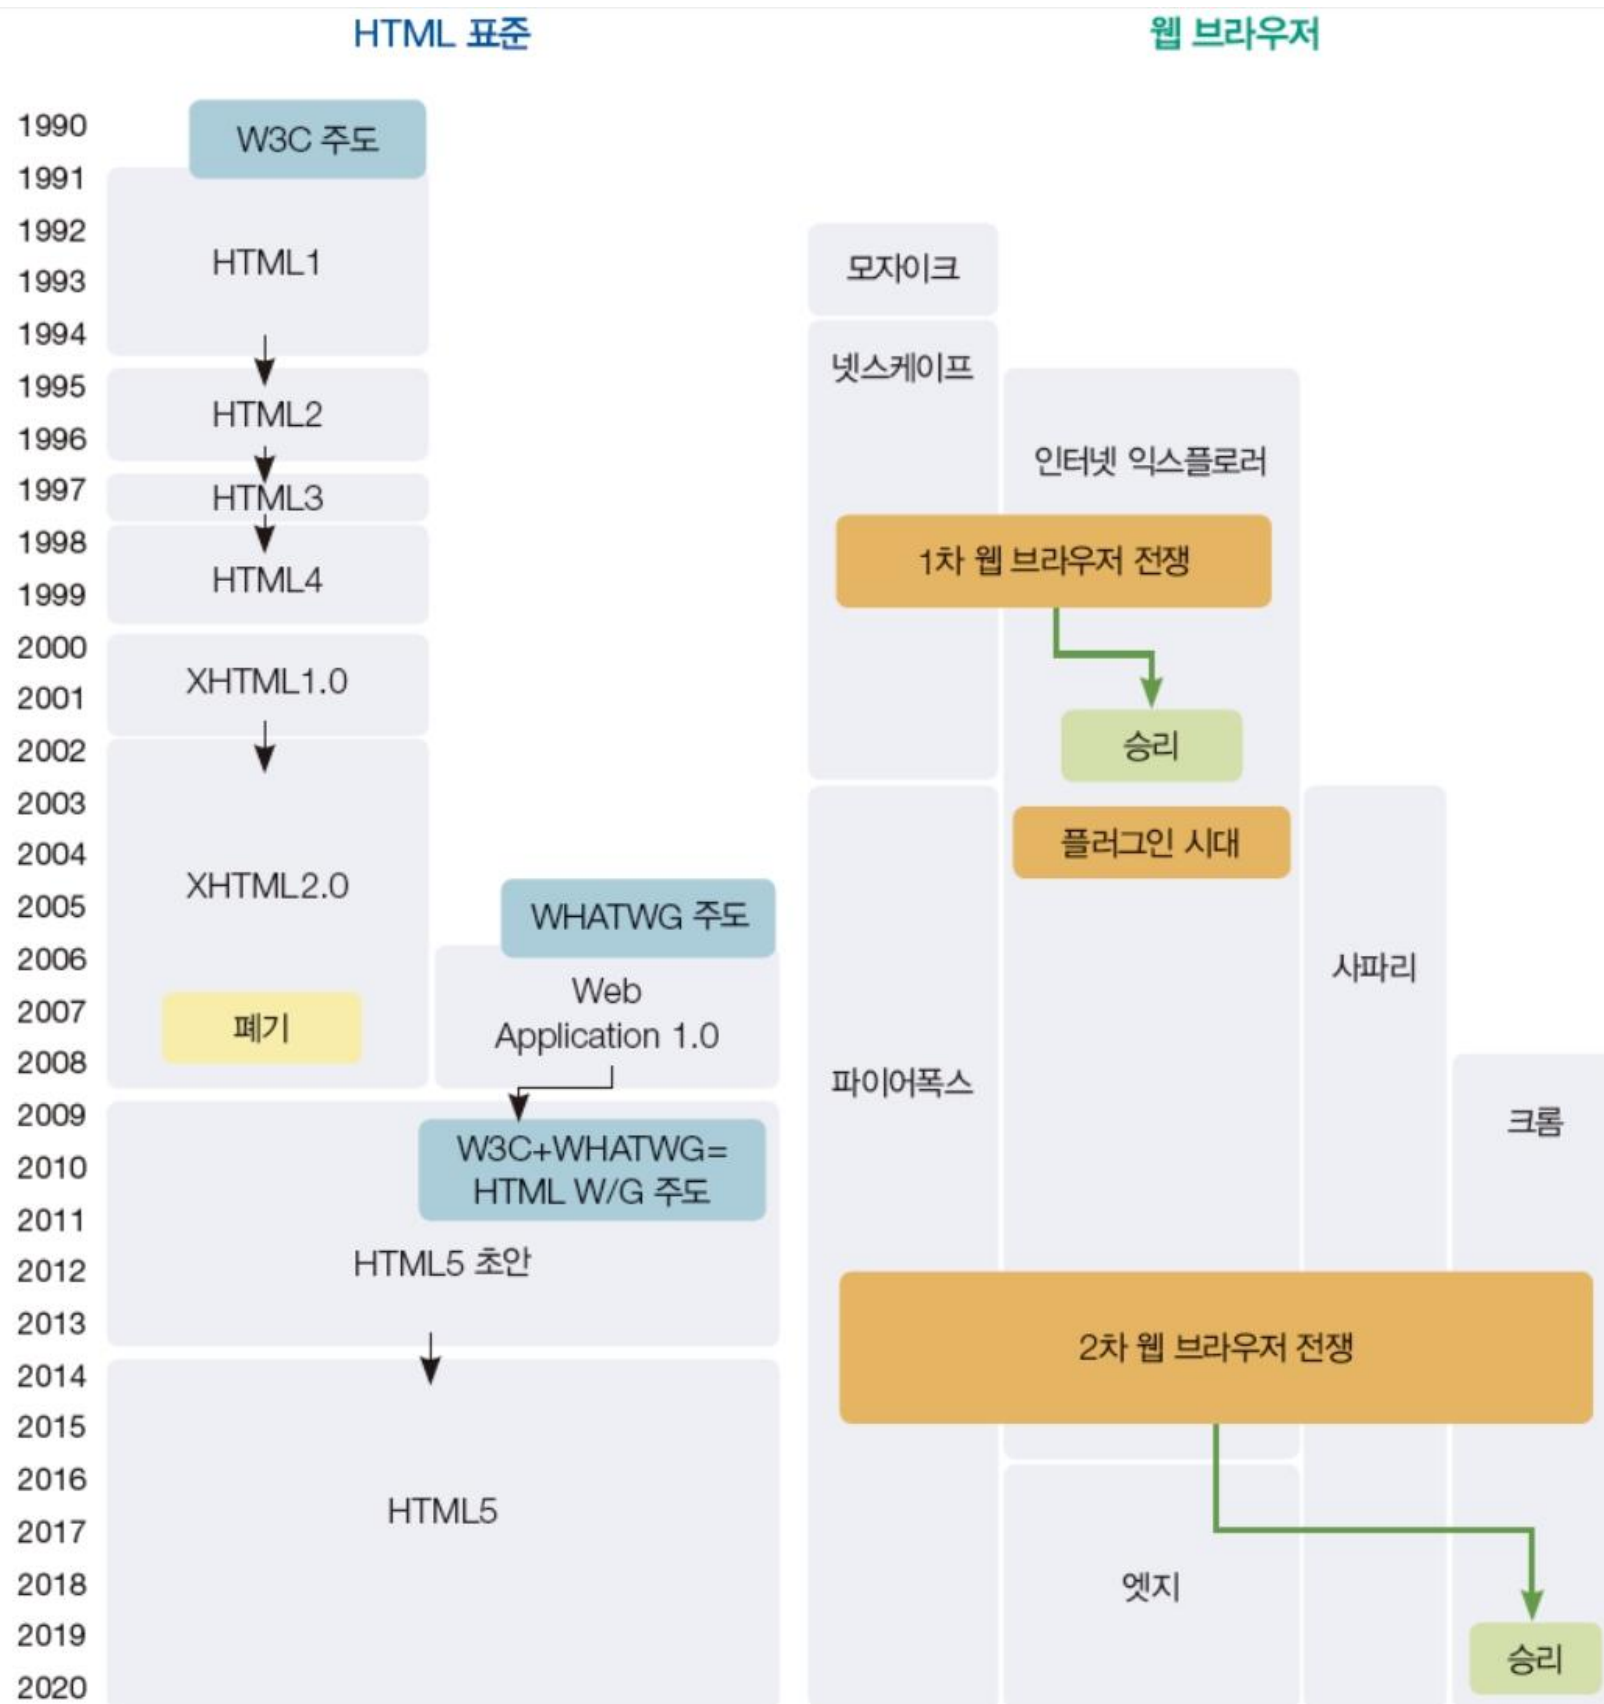 HTML 표준
웹 브라우저
1990
1991
1992
1993
1994
1995
1996
1997
1998
1999
2000
2001
2002
2003
2004
2005
2006
2007
2008
2009
2010
2011
2012
2013
2014
2015
2016
2017
2018
2019
2020
W3C 주도
HTML1
HTML2
HTML3
HTML4
XHTML1.0
XHTML2.0
폐기
WHATWG 주도
Web
Application 1.0
W3C+WHATWG=
HTML W/G 주도
HTML5 초안
HTML5
모자이크
넷스케이프
인터넷 익스플로러
1차 웹 브라우저 전쟁
승리
플러그인 시대
사파리
파이어폭스
크롬
2차 웹 브라우저 전쟁
엣지
승리